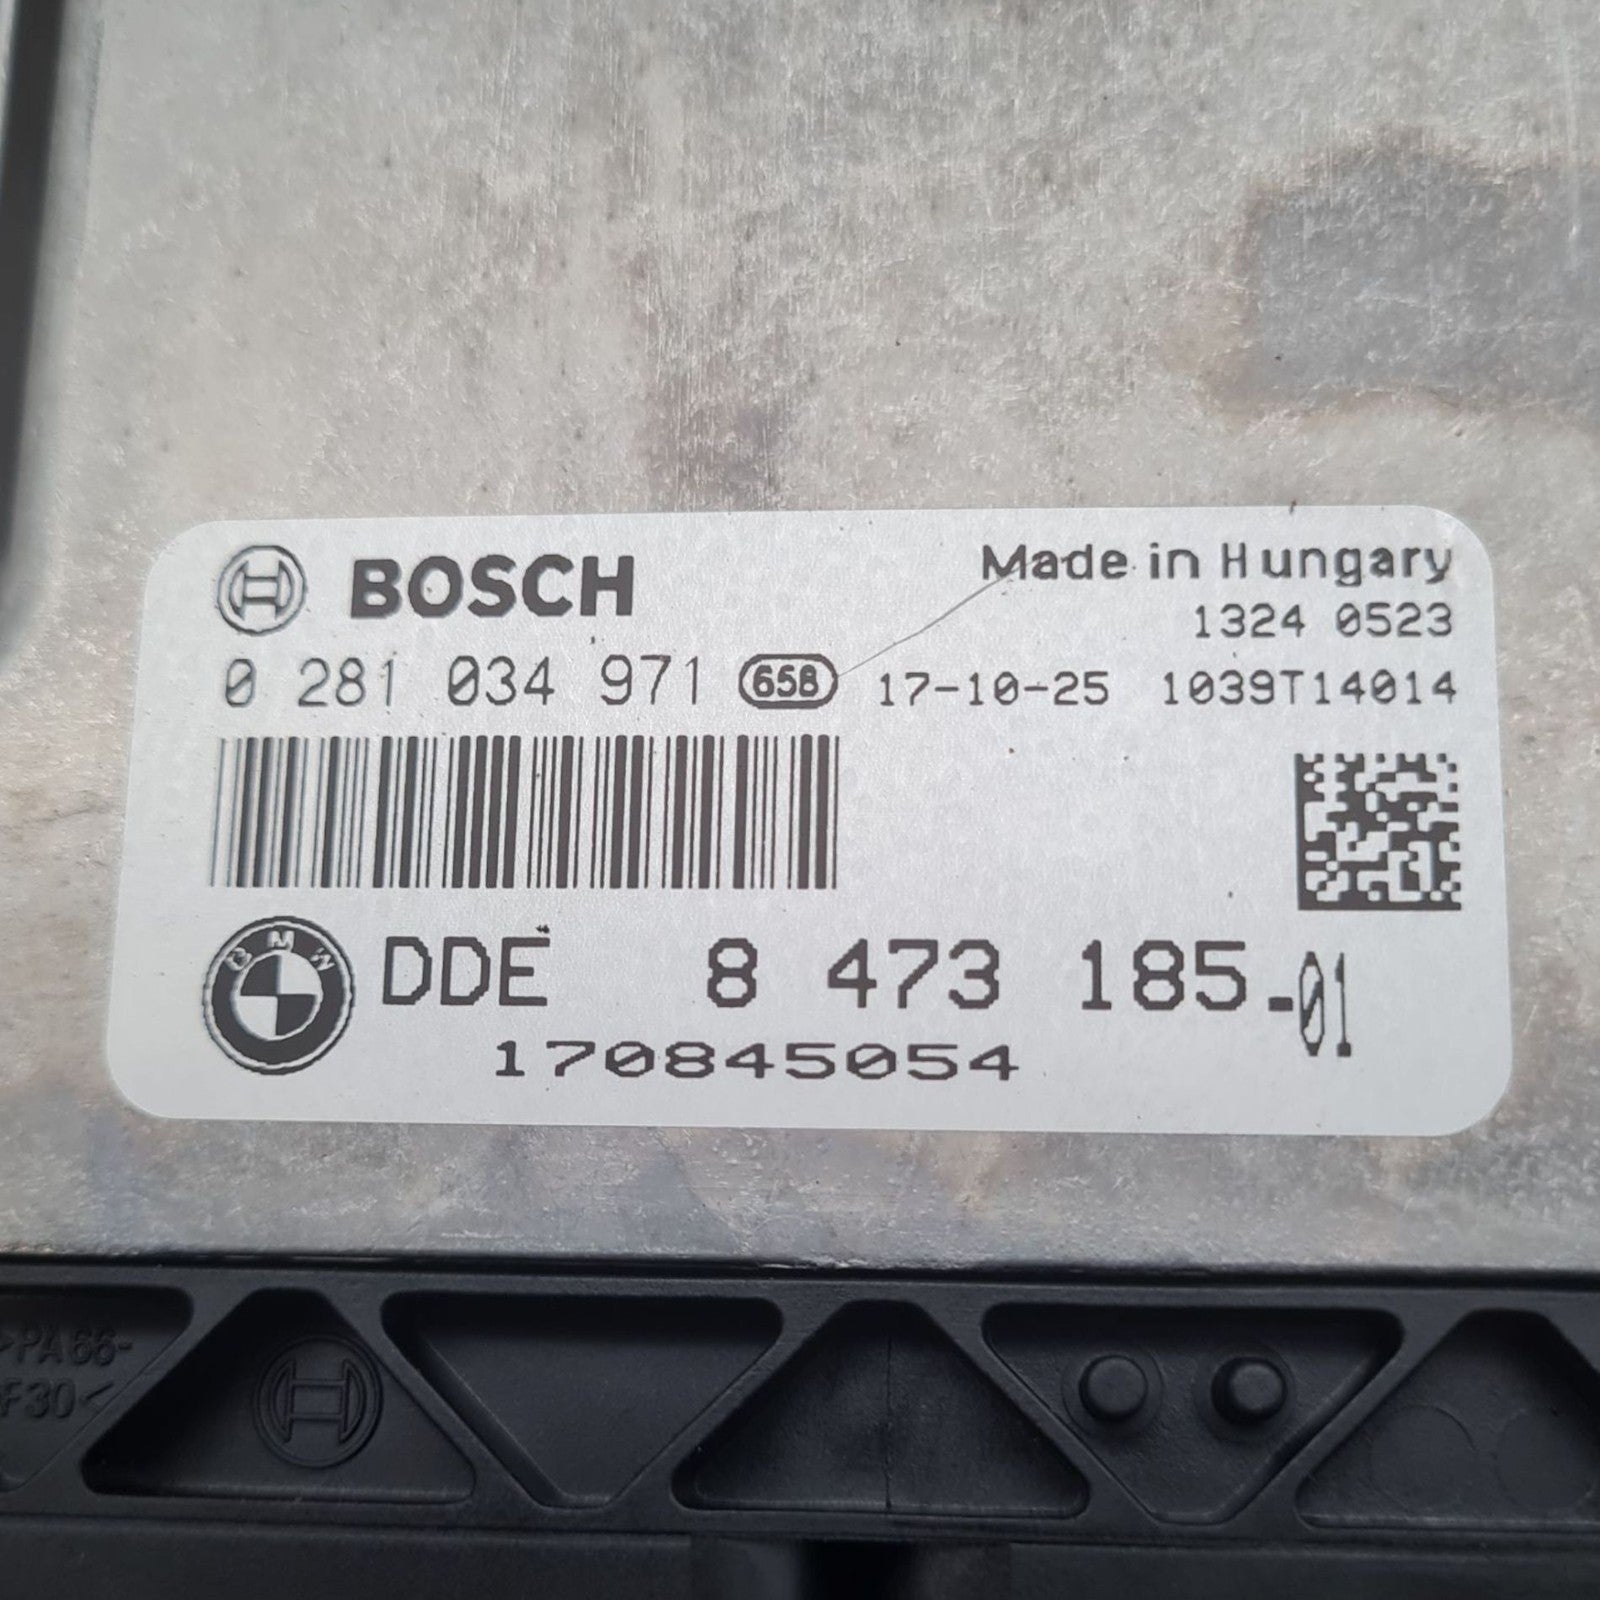 BOSCH
Made in Hungary
1324 0523
0 281 034 971 658 17-10-25 1039T14014
BMW
DDE 8 473 185-01
170845054
>PA66-
F30<